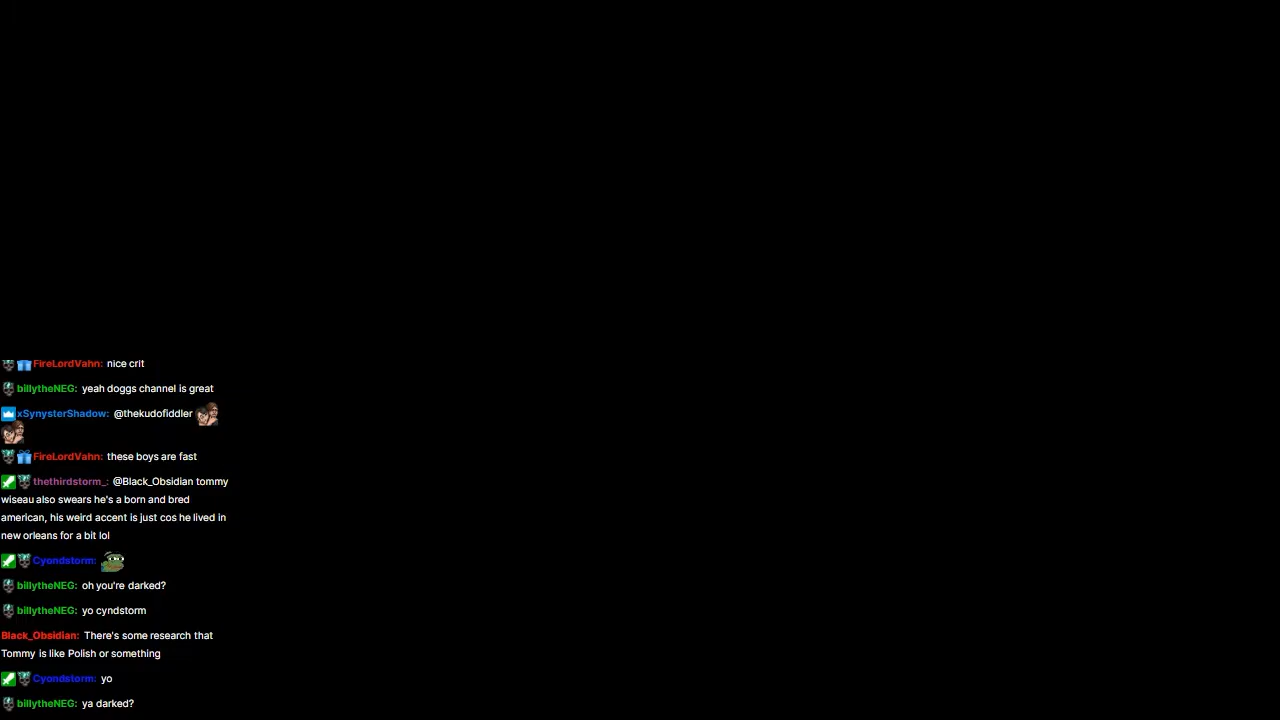 FireLordVahn: nice crit
billytheNEG: yeah doggs channel is great
xSynysterShadow: @thekudofiddler
FireLordVahn: these boys are fast
thethirdstorm_: @Black_Obsidian tommy
wiseau also swears he's a born and bred
american, his weird accent is just cos he lived in
new orleans for a bit lol
Cyondstorm:
billytheNEG: oh you're darked?
billytheNEG: yo cyndstorm
Black_Obsidian: There's some research that
Tommy is like Polish or something
Cyondstorm: yo
billytheNEG: ya darked?